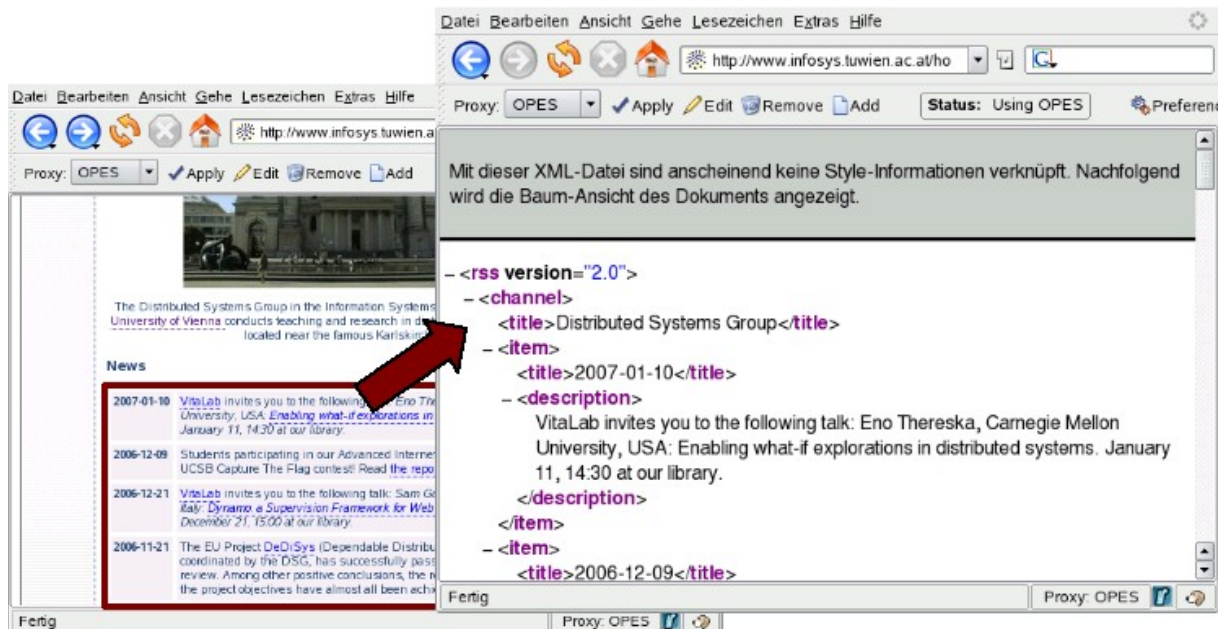 Datei Bearbeiten Ansicht Gehe Lesezeichen Extras Hilfe
http://www.infosys.tuwien.a
Proxy: OPES Apply Edit Remove Add
The Distributed Systems Group in the Information Systems
University of Vienna conducts teaching and research in
located near the famous
News
2007-01-10 VitaLab invites you to the following Eno
University, USA: Enabling what-if explorations in
January 11, 14:30 at our library.
2006-12-09 Students participating in our Advanced Internet
UCSB Capture The Flag contest! Read the repo
2006-12-21 VitaLab invites you to the following talk: Sam
Italy: Dynamo: a Supervision Framework for Web
December 21, 15:00 at our library.
2006-11-21 The EU Project DeDiSys (Dependable Distribu
coordinated by the DSG, has successfully pass
review. Among other positive conclusions, the
the project objectives have almost all been
Fertig Proxy: OPES
Datei Bearbeiten Ansicht Gehe Lesezeichen Extras Hilfe
http://www.infosys.tuwien.ac.at/ho G
Proxy: OPES Apply Edit Remove Add Status: Using OPES Preferenc
Mit dieser XML-Datei sind anscheinend keine Style-Informationen verknüpft. Nachfolgend
wird die Baum-Ansicht des Dokuments angezeigt.
– <rss version="2.0">
– <channel>
<title>Distributed Systems Group</title>
– <item>
<title>2007-01-10</title>
– <description>
VitaLab invites you to the following talk: Eno Thereska, Carnegie Mellon
University, USA: Enabling what-if explorations in distributed systems. January
11, 14:30 at our library.
</description>
</item>
– <item>
<title>2006-12-09</title>
Fertig Proxy: OPES